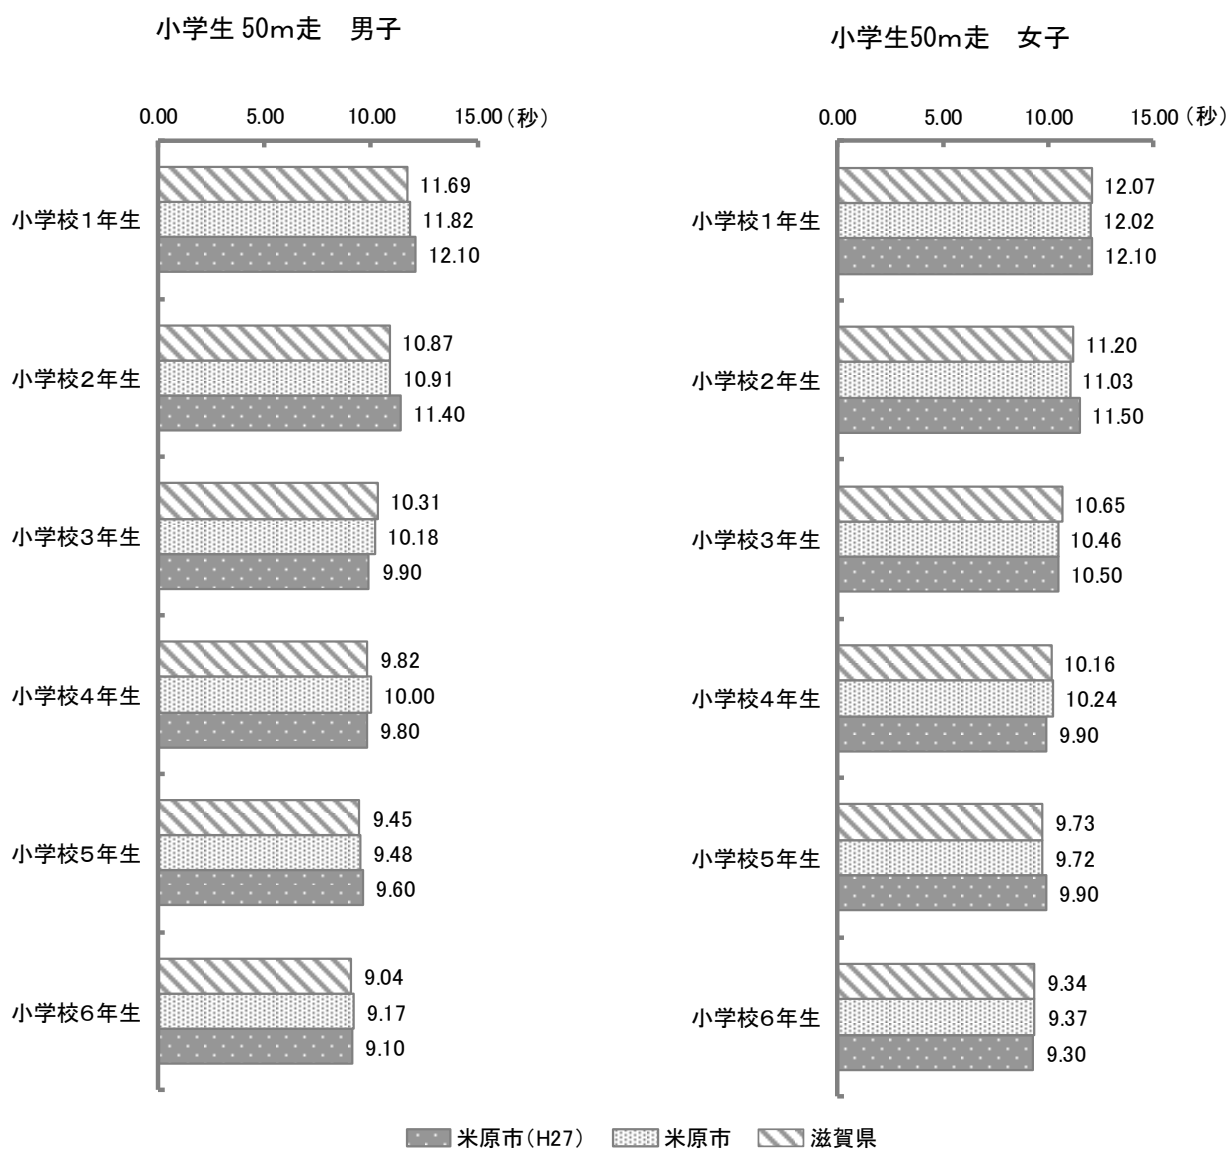 小学生 50ｍ走　男子
0.00 5.00 10.00 15.00（秒）
小学校１年生
11.69
11.82
12.10
小学校２年生
10.87
10.91
11.40
小学校３年生
10.31
10.18
9.90
小学校４年生
9.82
10.00
9.80
小学校５年生
9.45
9.48
9.60
小学校６年生
9.04
9.17
9.10
小学生50ｍ走　女子
0.00 5.00 10.00 15.00（秒）
小学校１年生
12.07
12.02
12.10
小学校２年生
11.20
11.03
11.50
小学校３年生
10.65
10.46
10.50
小学校４年生
10.16
10.24
9.90
小学校５年生
9.73
9.72
9.90
小学校６年生
9.34
9.37
9.30
米原市（H27） 米原市 滋賀県